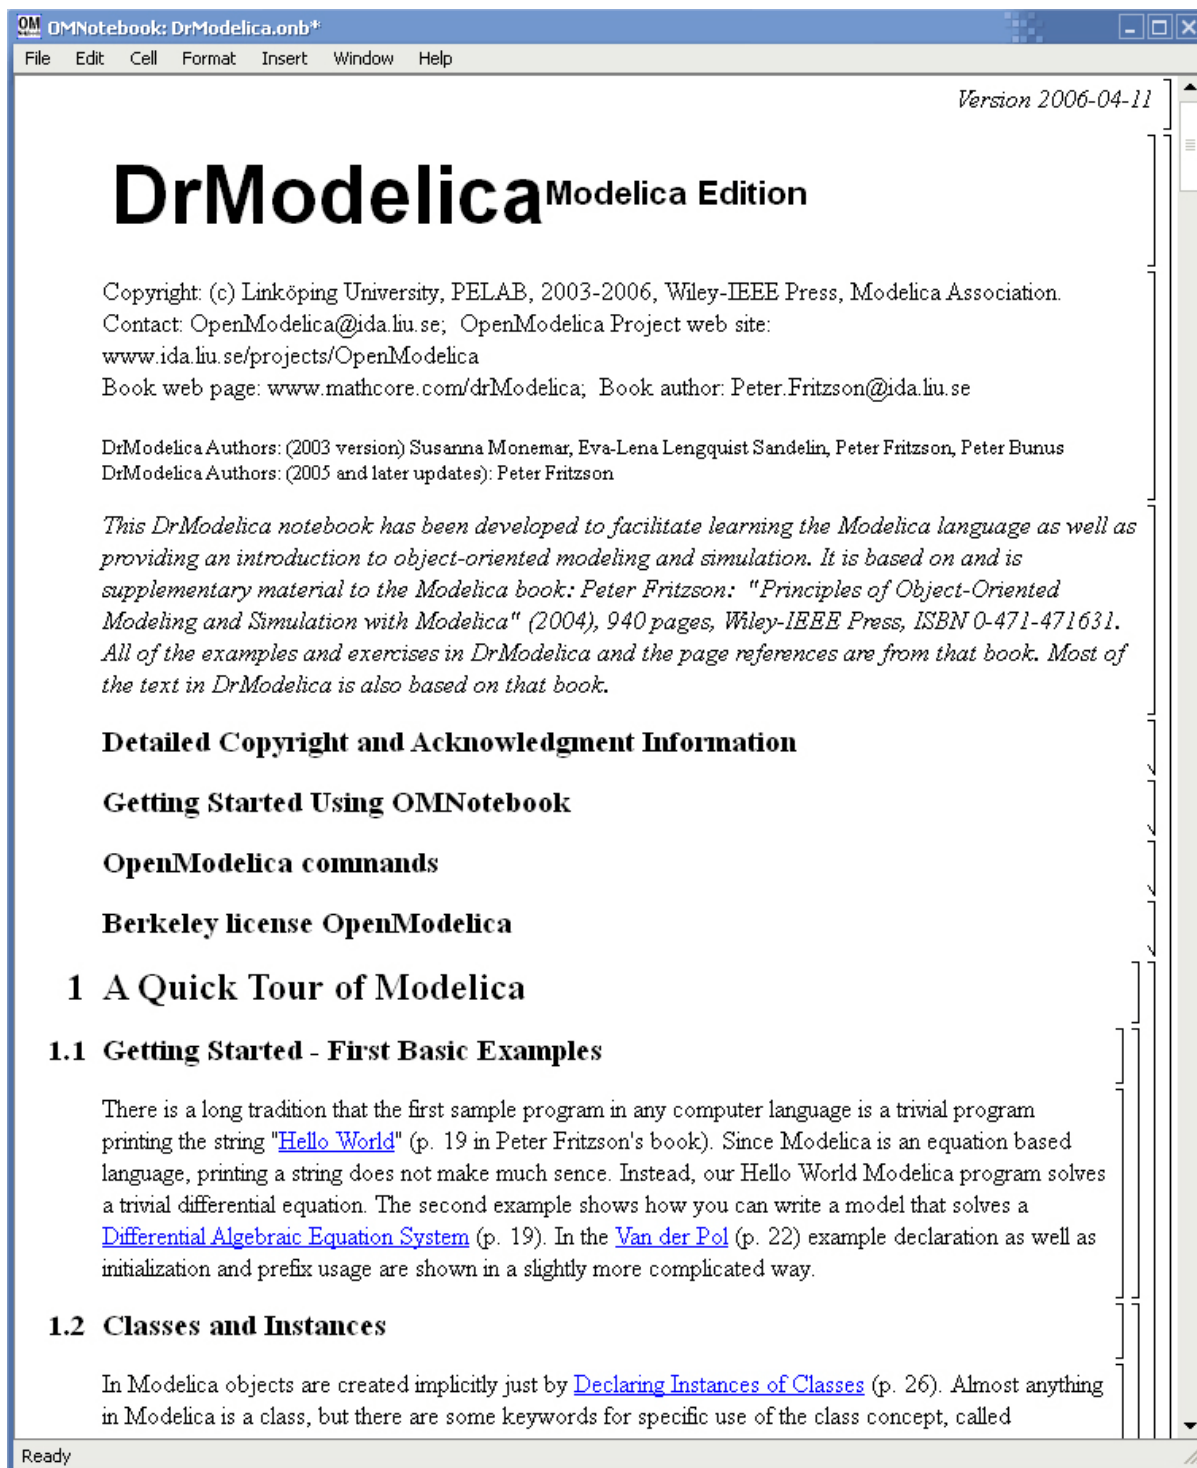 OMNotebook: DrModelica.onb*
File Edit Cell Format Insert Window Help
Version 2006-04-11
DrModelica Modelica Edition
Copyright: (c) Linköping University, PELAB, 2003-2006, Wiley-IEEE Press, Modelica Association.
Contact: OpenModelica@ida.liu.se;  OpenModelica Project web site:
www.ida.liu.se/projects/OpenModelica
Book web page: www.mathcore.com/drModelica;  Book author: Peter.Fritzson@ida.liu.se
DrModelica Authors: (2003 version) Susanna Monemar, Eva-Lena Lengquist Sandelin, Peter Fritzson, Peter Bunus
DrModelica Authors: (2005 and later updates): Peter Fritzson
This DrModelica notebook has been developed to facilitate learning the Modelica language as well as
providing an introduction to object-oriented modeling and simulation. It is based on and is
supplementary material to the Modelica book: Peter Fritzson:  "Principles of Object-Oriented
Modeling and Simulation with Modelica" (2004), 940 pages, Wiley-IEEE Press, ISBN 0-471-471631.
All of the examples and exercises in DrModelica and the page references are from that book. Most of
the text in DrModelica is also based on that book.
Detailed Copyright and Acknowledgment Information
Getting Started Using OMNotebook
OpenModelica commands
Berkeley license OpenModelica
1 A Quick Tour of Modelica
1.1 Getting Started - First Basic Examples
There is a long tradition that the first sample program in any computer language is a trivial program
printing the string "Hello World" (p. 19 in Peter Fritzson's book). Since Modelica is an equation based
language, printing a string does not make much sence. Instead, our Hello World Modelica program solves
a trivial differential equation. The second example shows how you can write a model that solves a
Differential Algebraic Equation System (p. 19). In the Van der Pol (p. 22) example declaration as well as
initialization and prefix usage are shown in a slightly more complicated way.
1.2 Classes and Instances
In Modelica objects are created implicitly just by Declaring Instances of Classes (p. 26). Almost anything
in Modelica is a class, but there are some keywords for specific use of the class concept, called
Ready